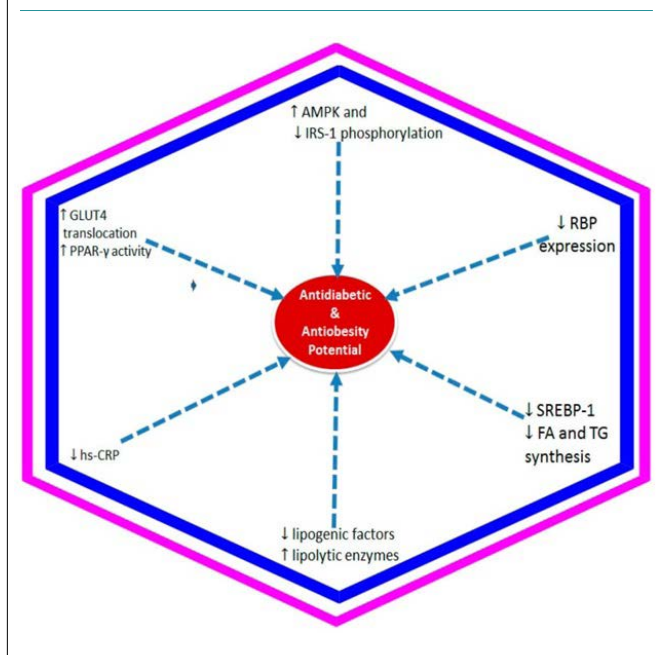 ↑ AMPK and
↓ IRS-1 phosphorylation
↑ GLUT4
translocation
↑ PPAR-γ activity
↓ RBP
expression
Antidiabetic
&
Antiobesity
Potential
↓ hs-CRP
↓ SREBP-1
↓ FA and TG
synthesis
↓ lipogenic factors
↑ lipolytic enzymes